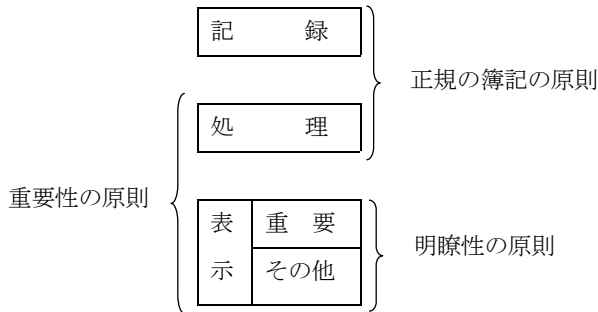 記 録
正規の簿記の原則
処 理
重要性の原則
表 重 要
明瞭性の原則
示 その他